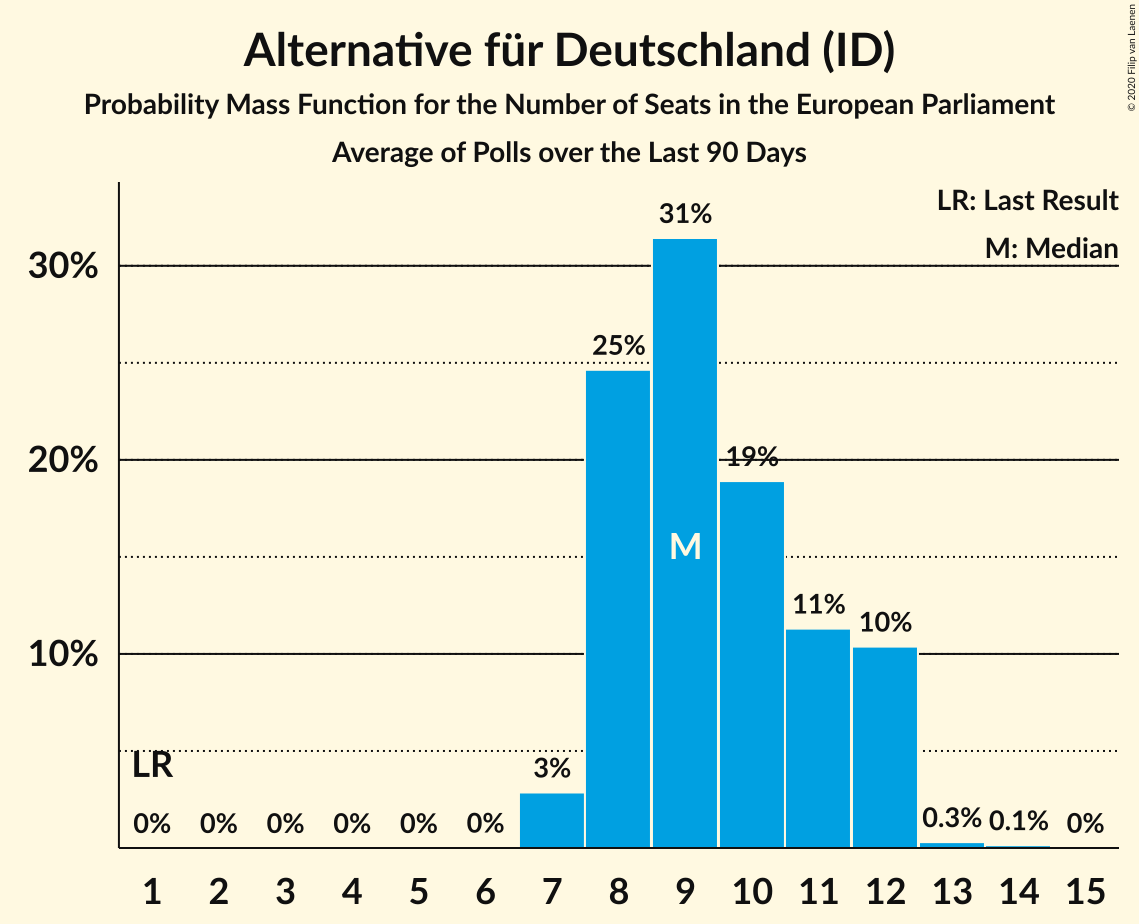 Alternative für Deutschland (ID)
Probability Mass Function for the Number of Seats in the European Parliament
Average of Polls over the Last 90 Days
© 2020 Filip van Laenen
LR: Last Result
M: Median
31%
30%
25%
20%
19%
M
11%
10%
10%
LR
3%
0% 0% 0% 0% 0% 0% 0.3% 0.1% 0%
1 2 3 4 5 6 7 8 9 10 11 12 13 14 15